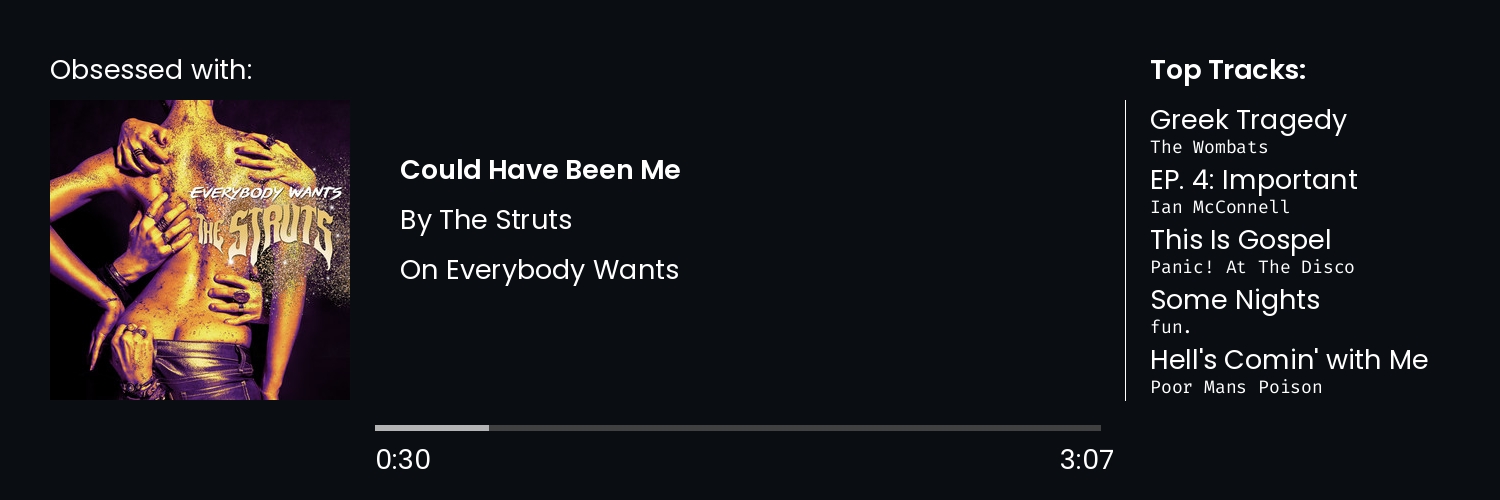 Obsessed with:
EVERYBODY WANTS
THE STRUTS
Could Have Been Me
By The Struts
On Everybody Wants
0:30
3:07
Top Tracks:
Greek Tragedy
The Wombats
EP. 4: Important
Ian McConnell
This Is Gospel
Panic! At The Disco
Some Nights
fun.
Hell's Comin' with Me
Poor Mans Poison